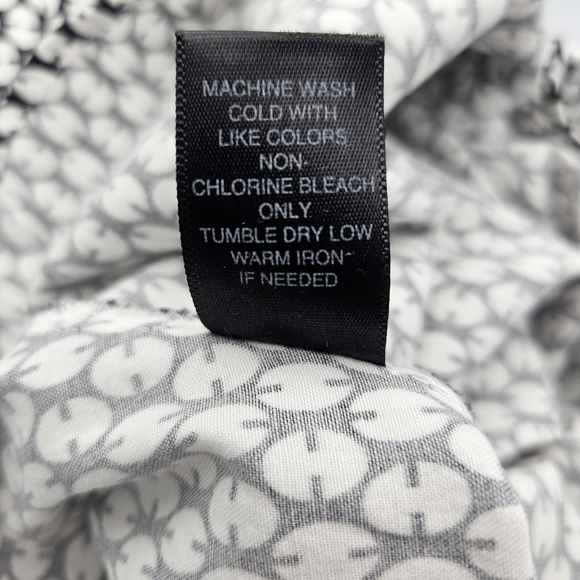 MACHINE WASH
COLD WITH
LIKE COLORS
NON-
CHLORINE BLEACH
ONLY
TUMBLE DRY LOW
WARM IRON
IF NEEDED